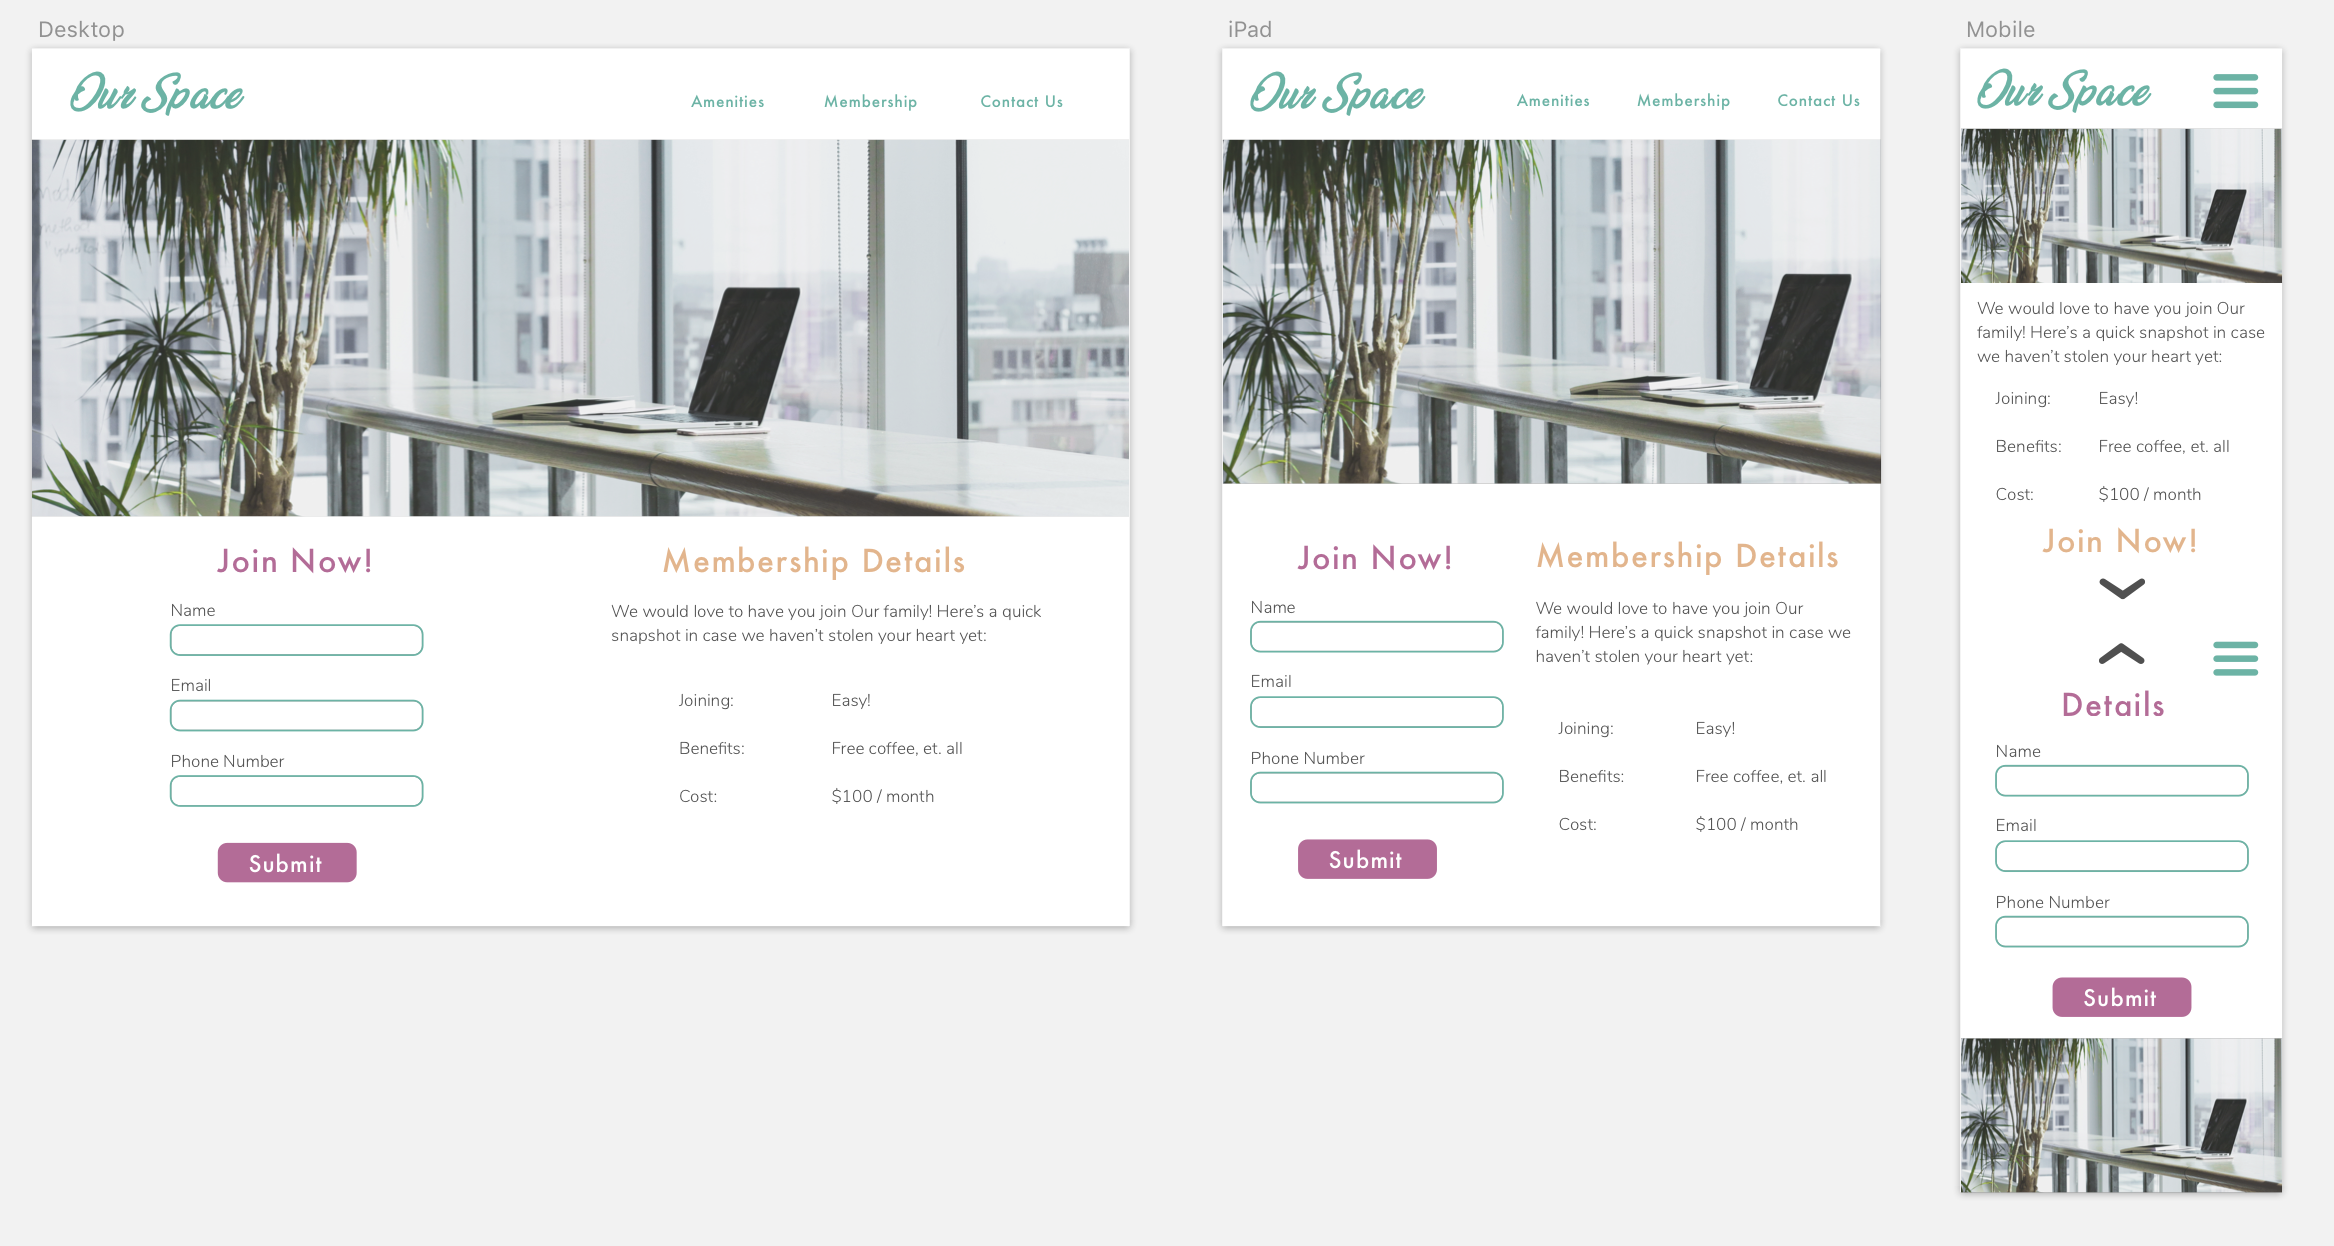 Desktop
Our Space
Amenities Membership Contact Us
Join Now!
Name
Email
Phone Number
Submit
Membership Details
We would love to have you join Our family! Here's a quick
snapshot in case we haven't stolen your heart yet:
Joining: Easy!
Benefits: Free coffee, et. all
Cost: $100 / month
iPad
Our Space
Amenities Membership Contact Us
Join Now!
Name
Email
Phone Number
Submit
Membership Details
We would love to have you join Our
family! Here's a quick snapshot in case we
haven't stolen your heart yet:
Joining: Easy!
Benefits: Free coffee, et. all
Cost: $100 / month
Mobile
Our Space
We would love to have you join Our
family! Here's a quick snapshot in case
we haven't stolen your heart yet:
Joining: Easy!
Benefits: Free coffee, et. all
Cost: $100 / month
Join Now!
Details
Name
Email
Phone Number
Submit